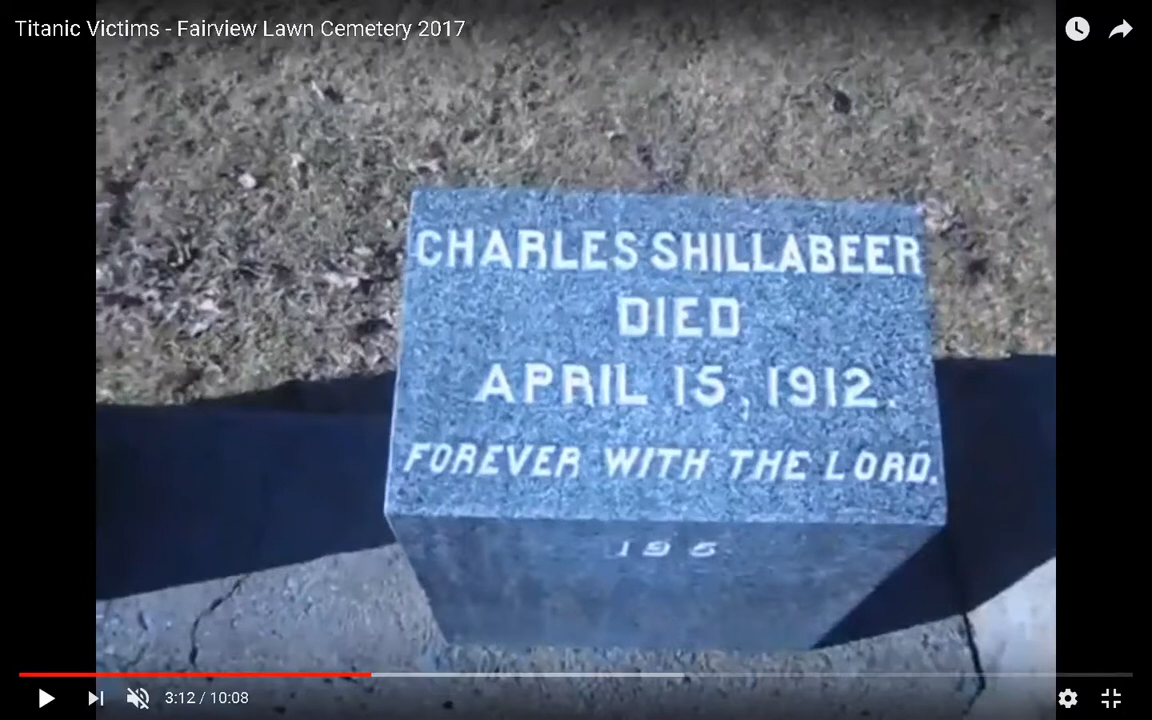 Titanic Victims - Fairview Lawn Cemetery 2017
CHARLES SHILLABEER
DIED
APRIL 15, 1912.
FOREVER WITH THE LORD.
195
3:12 / 10:08